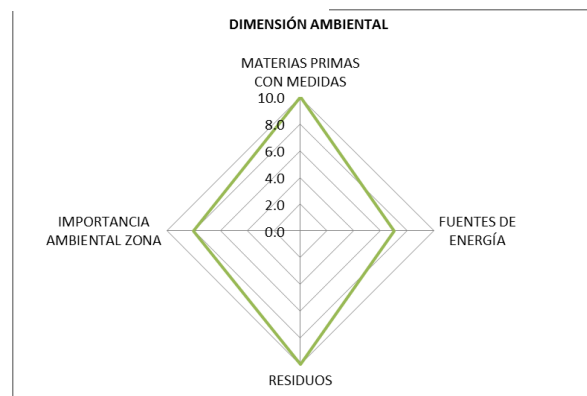 DIMENSIÓN AMBIENTAL
MATERIAS PRIMAS
CON MEDIDAS
10.0
8.0
6.0
4.0
2.0
0.0
IMPORTANCIA
AMBIENTAL ZONA
FUENTES DE
ENERGÍA
RESIDUOS